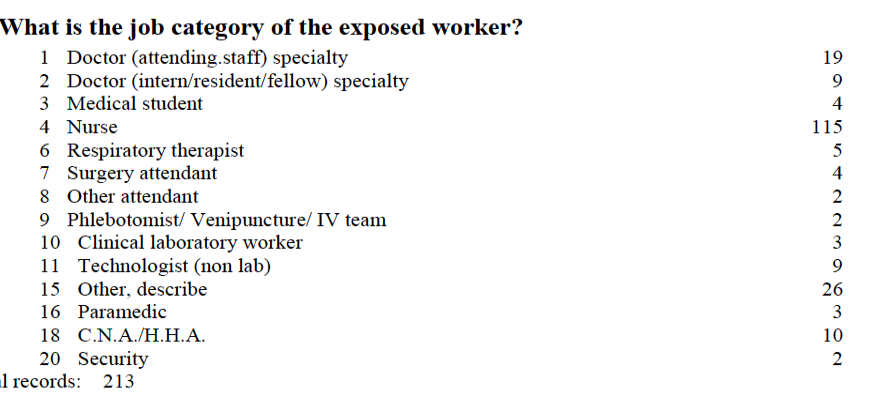 What is the job category of the exposed worker?
1 Doctor (attending.staff) specialty 19
2 Doctor (intern/resident/fellow) specialty 9
3 Medical student 4
4 Nurse 115
6 Respiratory therapist 5
7 Surgery attendant 4
8 Other attendant 2
9 Phlebotomist/ Venipuncture/ IV team 2
10 Clinical laboratory worker 3
11 Technologist (non lab) 9
15 Other, describe 26
16 Paramedic 3
18 C.N.A./H.H.A. 10
20 Security 2
l records: 213